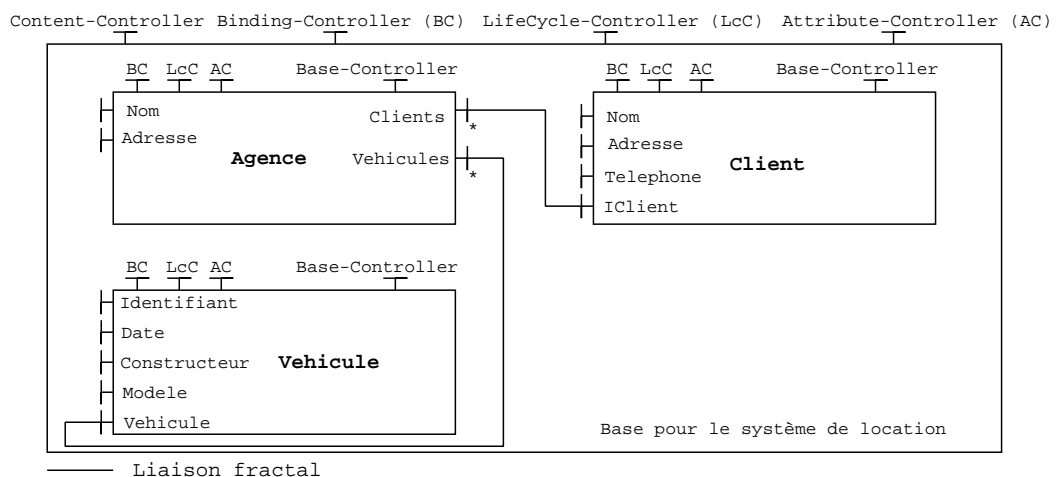 Content-Controller Binding-Controller (BC) LifeCycle-Controller (LcC) Attribute-Controller (AC)
BC LcC AC Base-Controller
Nom
Adresse
Agence
Clients
*
Vehicules
*
BC LcC AC Base-Controller
Nom
Adresse
Telephone
IClient
Client
BC LcC AC Base-Controller
Identifiant
Date
Constructeur
Modele
Vehicule
Vehicule
Base pour le système de location
Liaison fractal